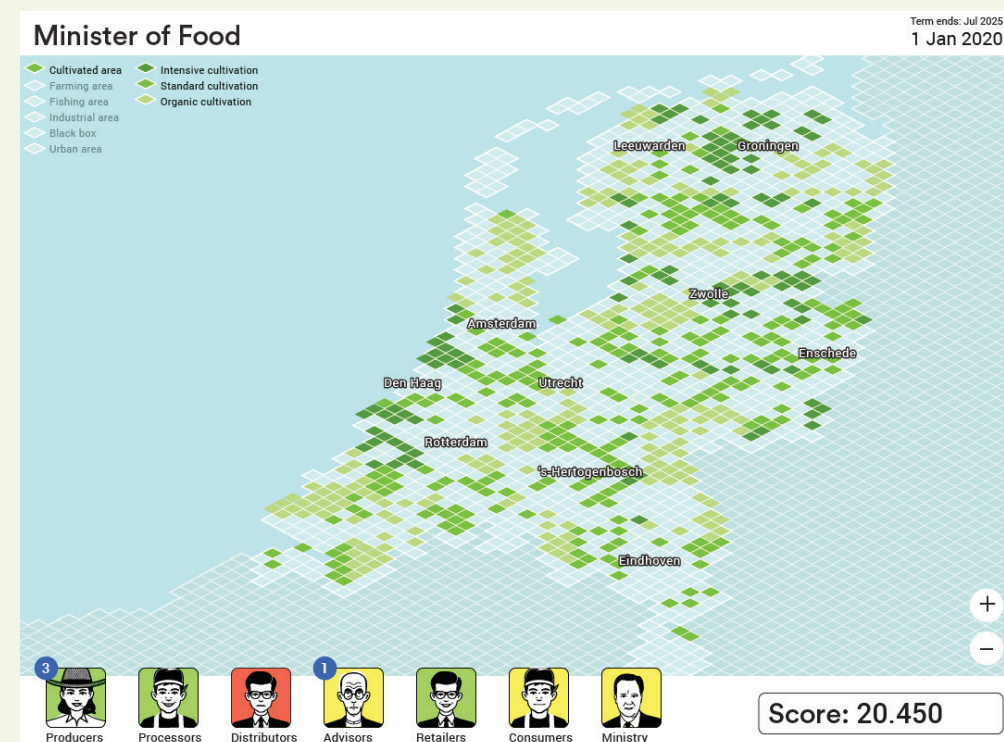 Minister of Food
Term ends: Jul 2025
1 Jan 2020
Cultivated area
Farming area
Fishing area
Industrial area
Black box
Urban area
Intensive cultivation
Standard cultivation
Organic cultivation
Leeuwarden
Groningen
Zwolle
Amsterdam
Enschede
Den Haag
Utrecht
Rotterdam
's-Hertogenbosch
Eindhoven
+
−
3
1
Producers
Processors
Distributors
Advisors
Retailers
Consumers
Ministry
Score: 20.450